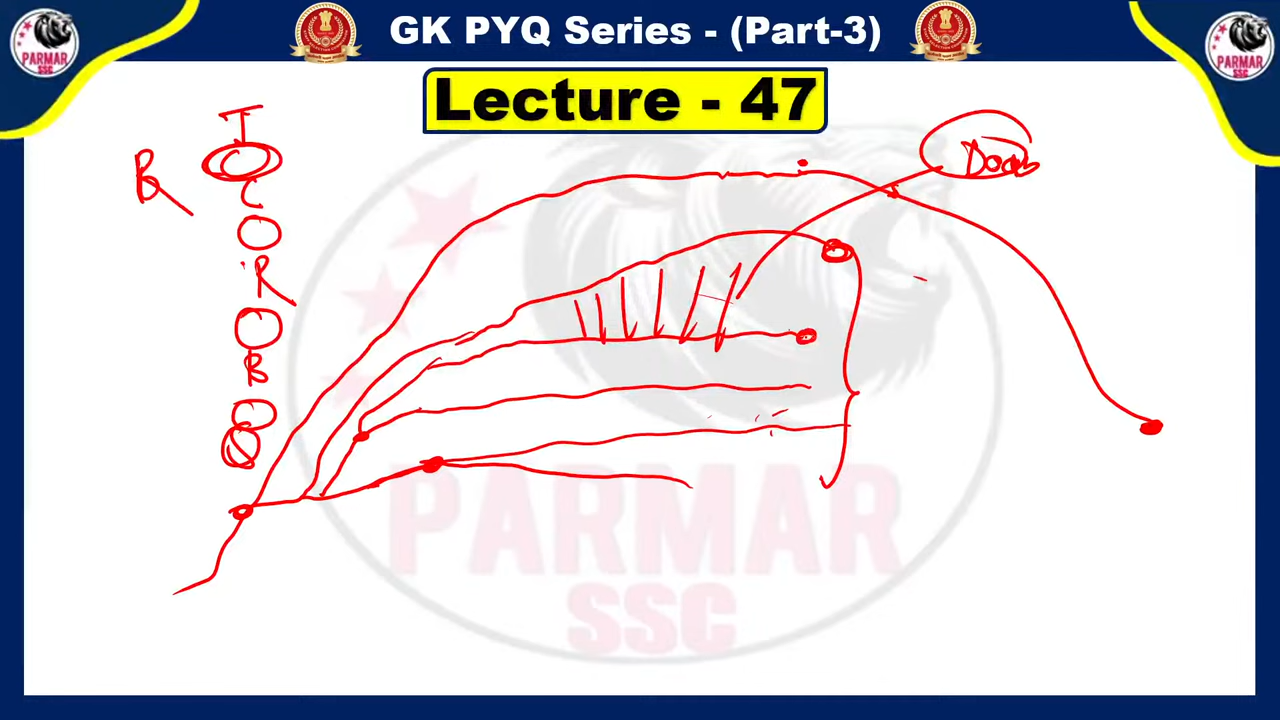 GK PYQ Series - (Part-3)
PARMAR
SSC
PARMAR
SSC
Lecture - 47
I
O
C
O
R
O
B
O
R
Doab
PARMAR
SSC